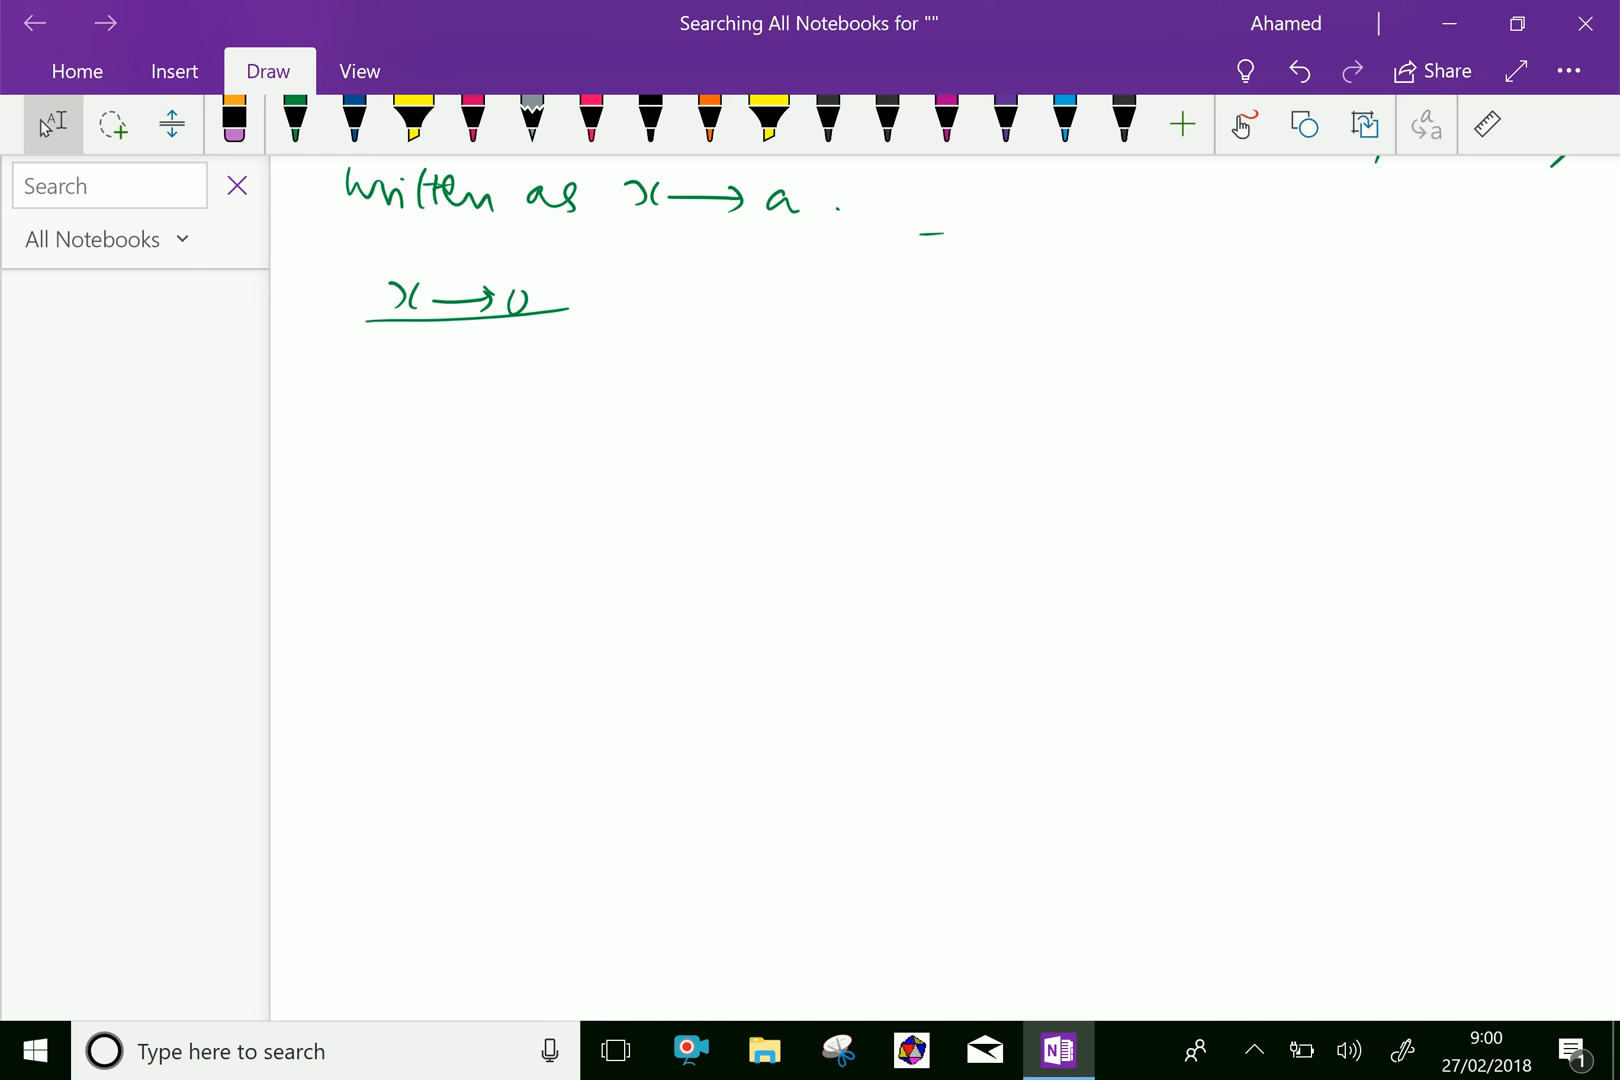 Searching All Notebooks for ""
Ahamed
Home Insert Draw View
Share
Search
All Notebooks
written as x → a .
x → 0
Type here to search
9:00
27/02/2018
1